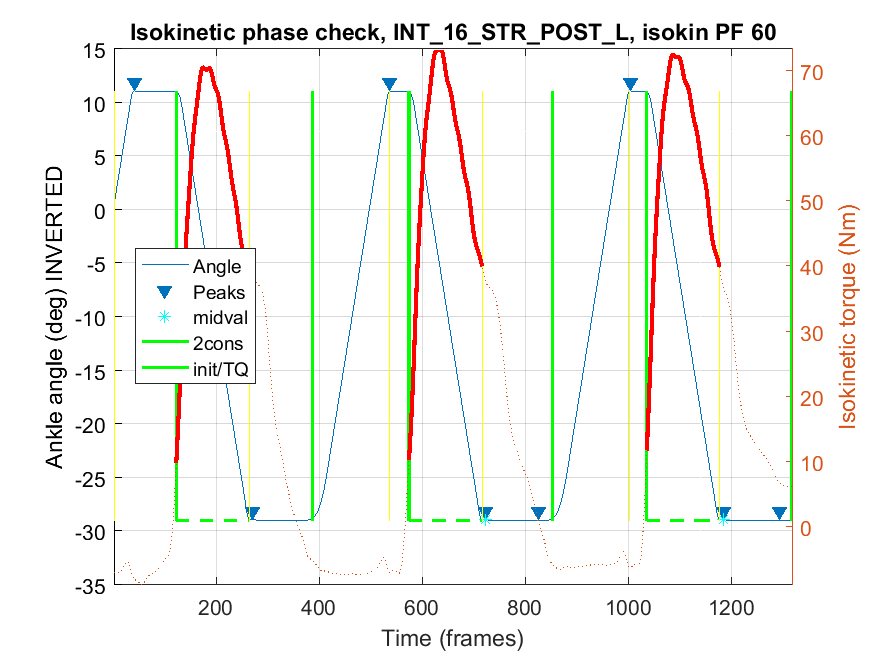 Isokinetic phase check, INT_16_STR_POST_L, isokin PF 60
15
10
5
0
-5
-10
-15
-20
-25
-30
-35
Ankle angle (deg) INVERTED
Angle
Peaks
midval
2cons
init/TQ
70
60
50
40
30
20
10
0
Isokinetic torque (Nm)
200
400
600
800
1000
1200
Time (frames)